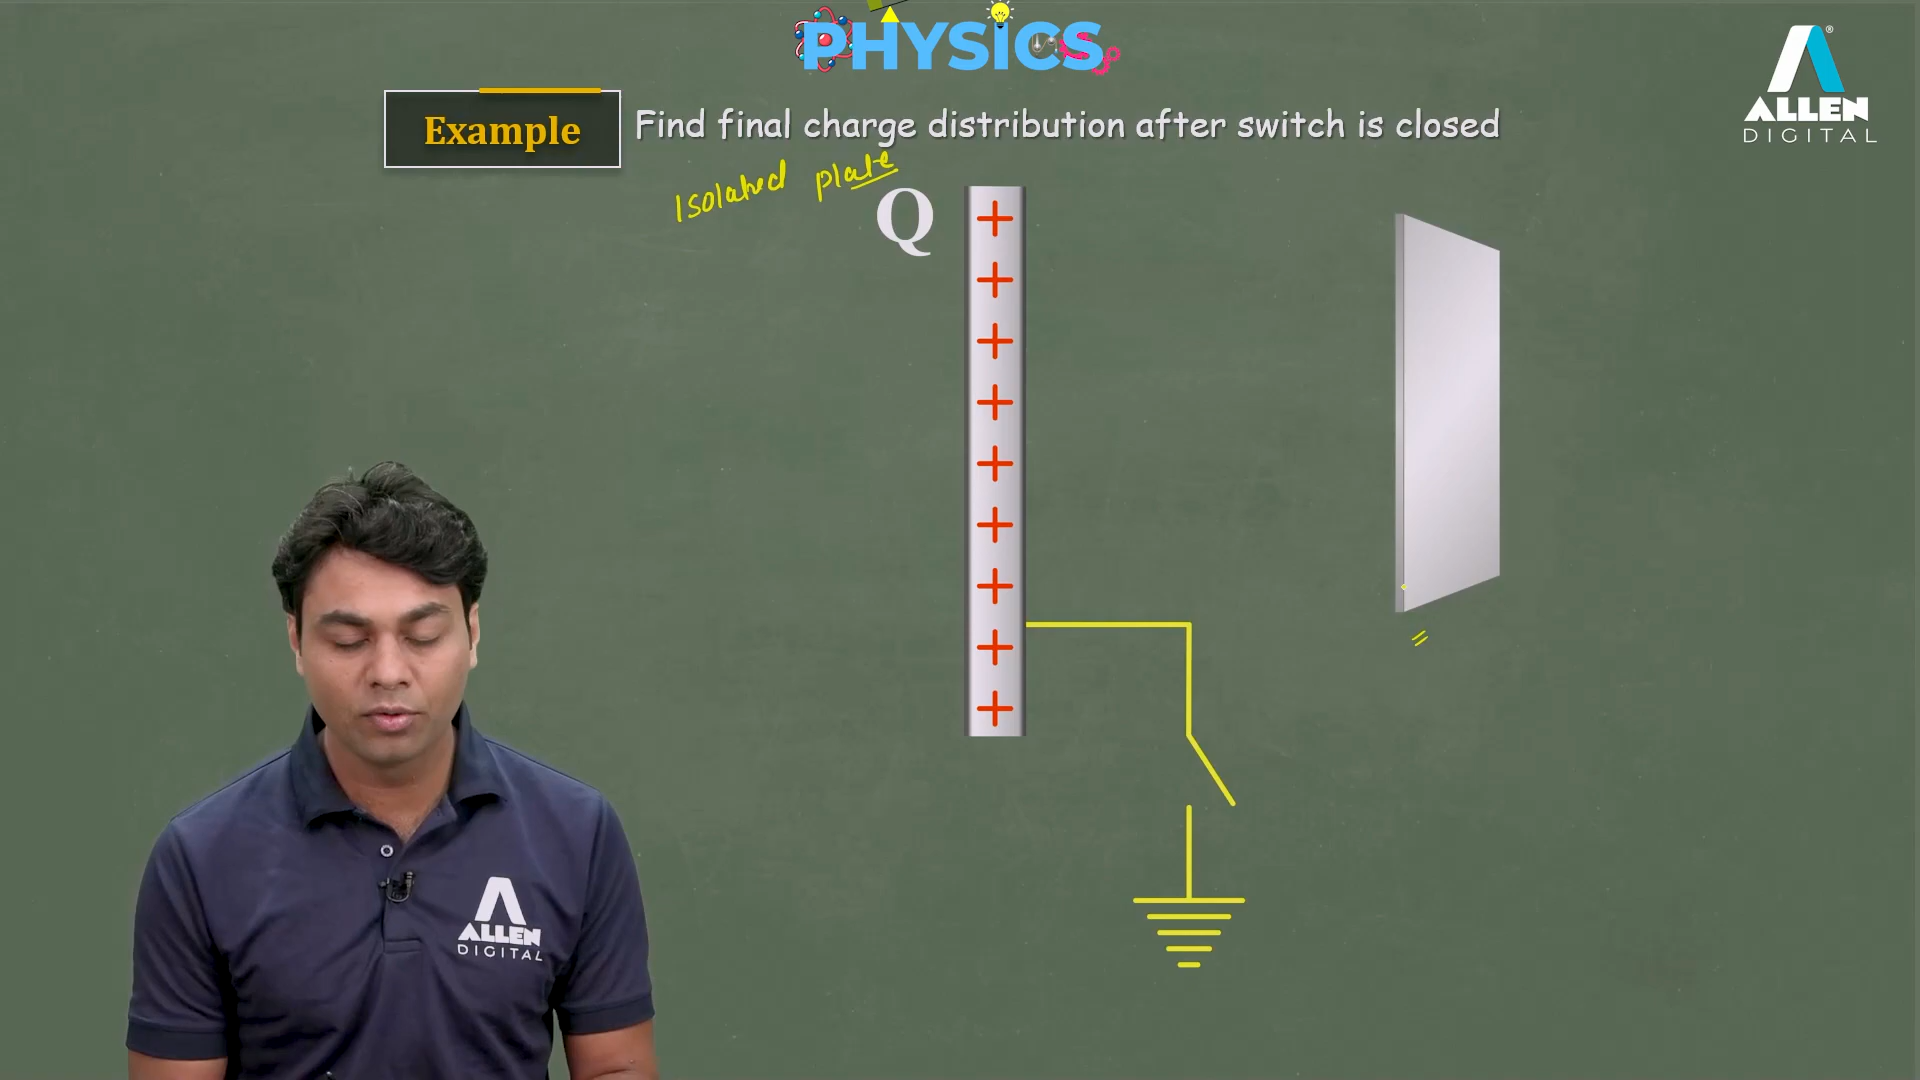 PHYSICS
ALLEN
DIGITAL
Example
Find final charge distribution after switch is closed
Isolated plate
Q
+
+
+
+
+
+
+
+
+
ALLEN
DIGITAL